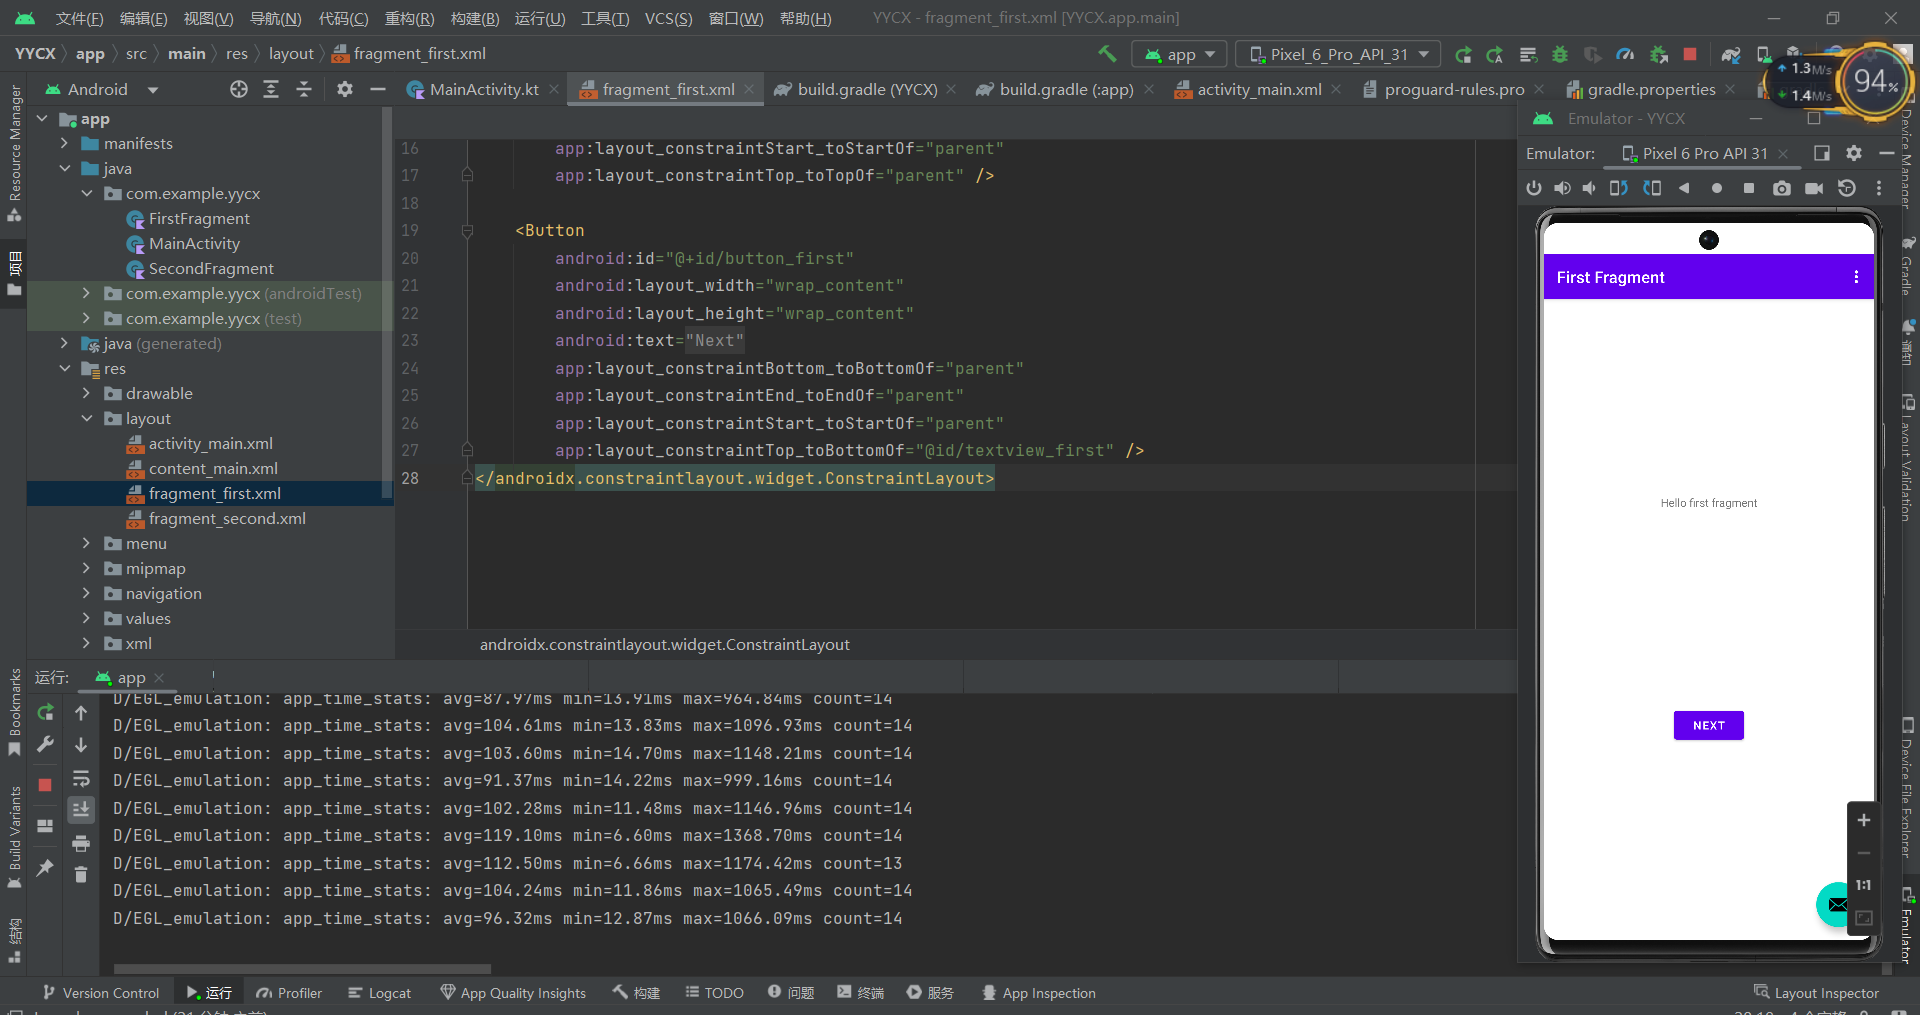 文件(F) 编辑(E) 视图(V) 导航(N) 代码(C) 重构(R) 构建(B) 运行(U) 工具(T) VCS(S) 窗口(W) 帮助(H) YYCX - fragment_first.xml [YYCX.app.main]
YYCX app src main res layout fragment_first.xml
app Pixel_6_Pro_API_31
1.3M/s
1.4M/s
94%
Android
MainActivity.kt fragment_first.xml build.gradle (YYCX) build.gradle (:app) activity_main.xml proguard-rules.pro gradle.properties
Resource Manager
项目
Bookmarks
Build Variants
结构
app
manifests
java
com.example.yycx
FirstFragment
MainActivity
SecondFragment
com.example.yycx (androidTest)
com.example.yycx (test)
java (generated)
res
drawable
layout
activity_main.xml
content_main.xml
fragment_first.xml
fragment_second.xml
menu
mipmap
navigation
values
xml
16 app:layout_constraintStart_toStartOf="parent"
17 app:layout_constraintTop_toTopOf="parent" />
18
19 <Button
20 android:id="@+id/button_first"
21 android:layout_width="wrap_content"
22 android:layout_height="wrap_content"
23 android:text="Next"
24 app:layout_constraintBottom_toBottomOf="parent"
25 app:layout_constraintEnd_toEndOf="parent"
26 app:layout_constraintStart_toStartOf="parent"
27 app:layout_constraintTop_toBottomOf="@id/textview_first" />
28 </androidx.constraintlayout.widget.ConstraintLayout>
androidx.constraintlayout.widget.ConstraintLayout
Emulator - YYCX
Emulator: Pixel 6 Pro API 31
First Fragment
Hello first fragment
NEXT
1:1
Device Manager
Gradle
通知
Layout Validation
Device File Explorer
Emulator
运行: app
D/EGL_emulation: app_time_stats: avg=87.97ms min=13.91ms max=964.84ms count=14
D/EGL_emulation: app_time_stats: avg=104.61ms min=13.83ms max=1096.93ms count=14
D/EGL_emulation: app_time_stats: avg=103.60ms min=14.70ms max=1148.21ms count=14
D/EGL_emulation: app_time_stats: avg=91.37ms min=14.22ms max=999.16ms count=14
D/EGL_emulation: app_time_stats: avg=102.28ms min=11.48ms max=1146.96ms count=14
D/EGL_emulation: app_time_stats: avg=119.10ms min=6.60ms max=1368.70ms count=14
D/EGL_emulation: app_time_stats: avg=112.50ms min=6.66ms max=1174.42ms count=13
D/EGL_emulation: app_time_stats: avg=104.24ms min=11.86ms max=1065.49ms count=14
D/EGL_emulation: app_time_stats: avg=96.32ms min=12.87ms max=1066.09ms count=14
Version Control 运行 Profiler Logcat App Quality Insights 构建 TODO 问题 终端 服务 App Inspection Layout Inspector